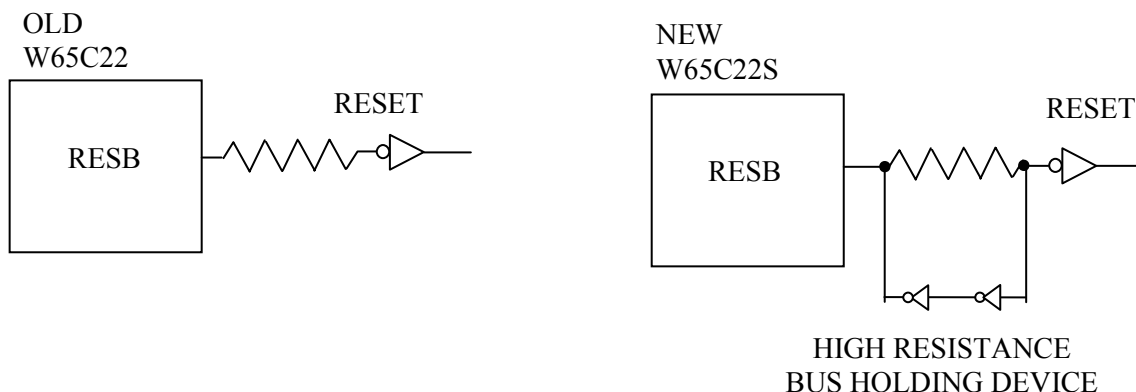 OLD
W65C22
RESB
RESET
NEW
W65C22S
RESB
RESET
HIGH RESISTANCE
BUS HOLDING DEVICE